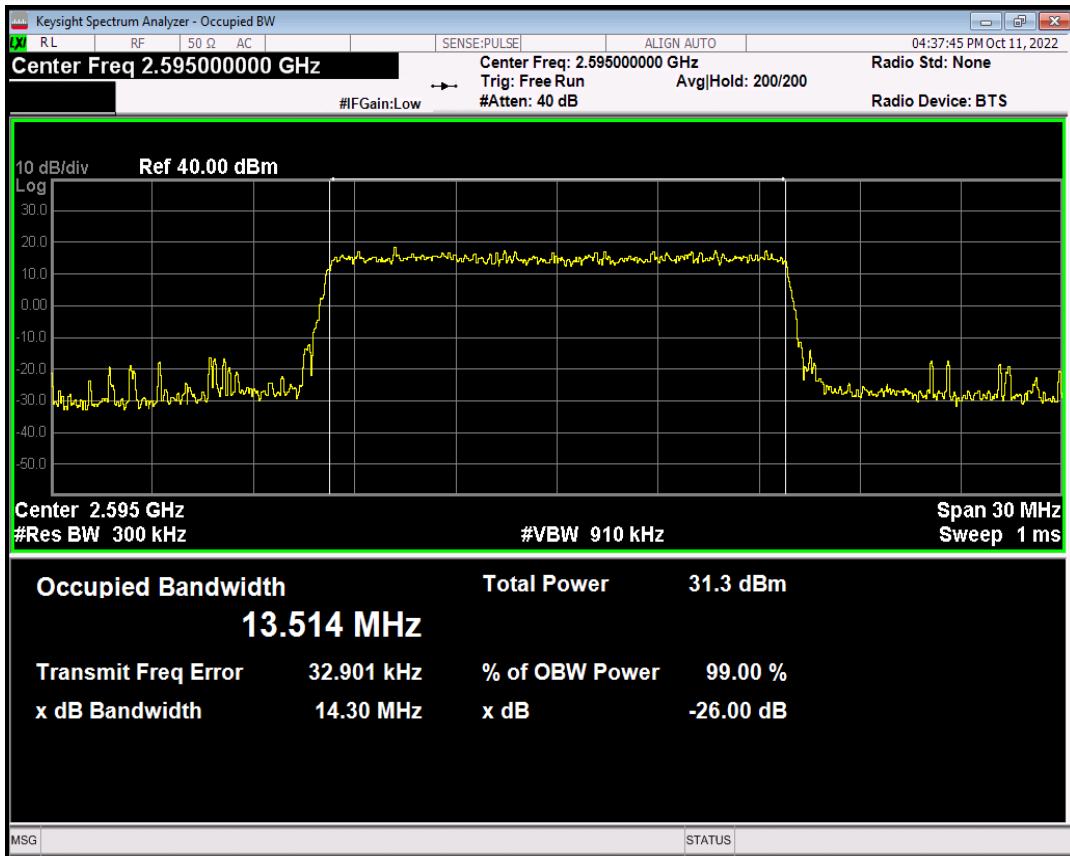 Keysight Spectrum Analyzer - Occupied BW
LXI RL RF 50 Ω AC SENSE:PULSE ALIGN AUTO 04:37:45 PM Oct 11, 2022
Center Freq 2.595000000 GHz Center Freq: 2.595000000 GHz Radio Std: None
Trig: Free Run Avg|Hold: 200/200
#IFGain:Low #Atten: 40 dB Radio Device: BTS
10 dB/div Ref 40.00 dBm
Log
30.0
20.0
10.0
0.00
-10.0
-20.0
-30.0
-40.0
-50.0
Center 2.595 GHz Span 30 MHz
#Res BW 300 kHz #VBW 910 kHz Sweep 1 ms
Occupied Bandwidth Total Power 31.3 dBm
13.514 MHz
Transmit Freq Error 32.901 kHz % of OBW Power 99.00 %
x dB Bandwidth 14.30 MHz x dB -26.00 dB
MSG STATUS